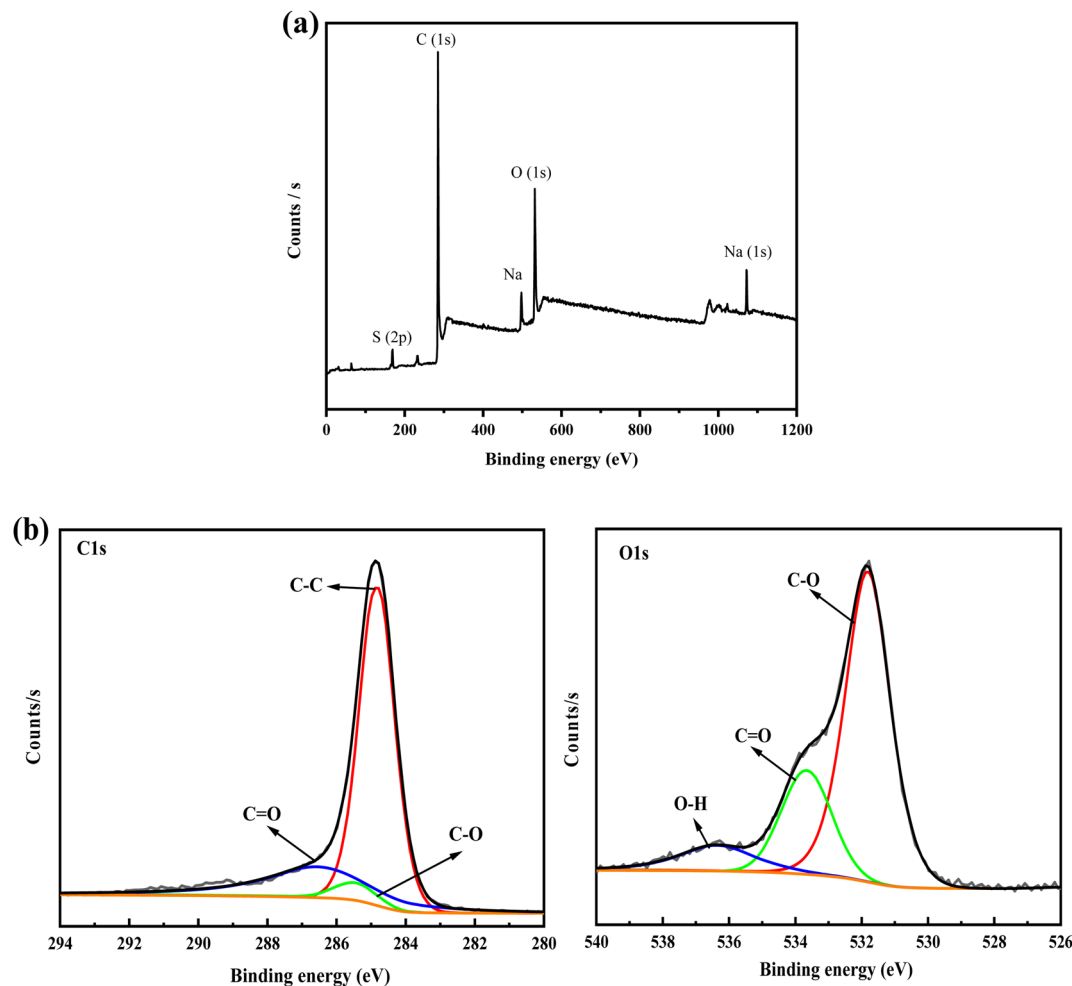 (a)
C (1s)
O (1s)
Na (1s)
Na
S (2p)
Counts / s
0 200 400 600 800 1000 1200
Binding energy (eV)
(b)
C1s
C-C
C=O
C-O
Counts/s
294 290 288 286 284 282 280
Binding energy (eV)
O1s
C-O
C=O
O-H
Counts/s
540 538 536 534 532 530 528 526
Binding energy (eV)